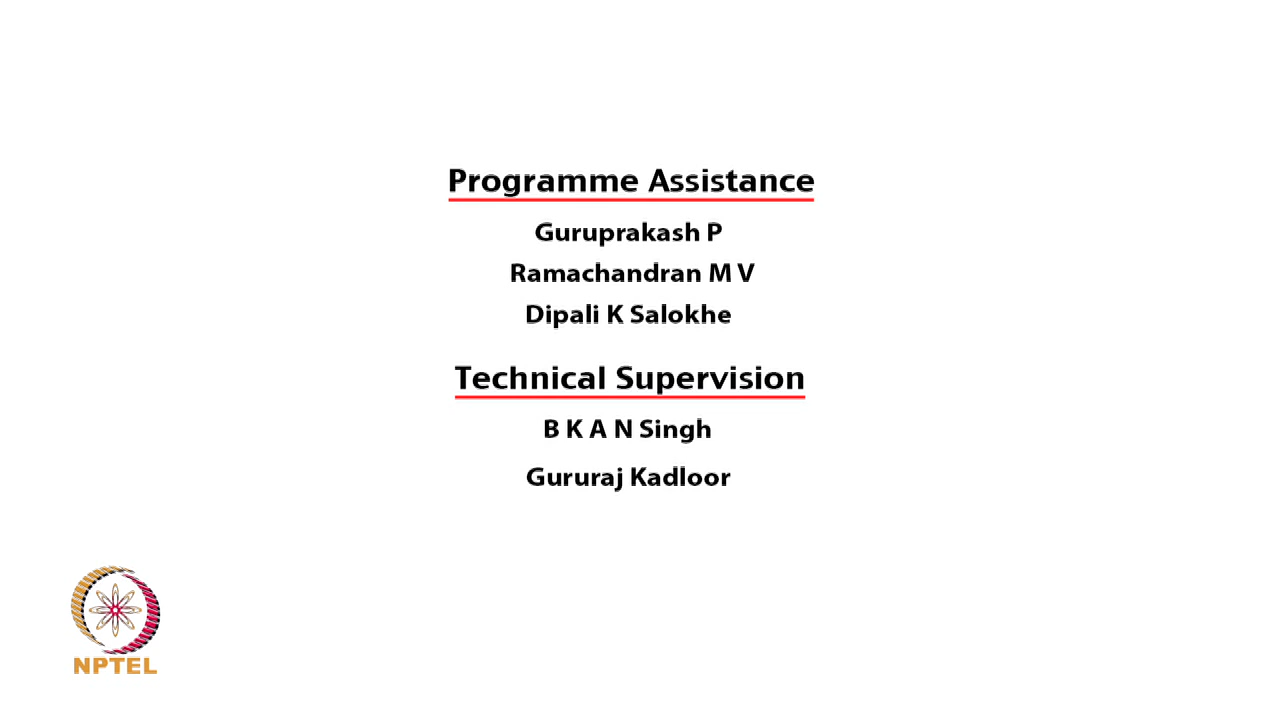 Programme Assistance
Guruprakash P
Ramachandran M V
Dipali K Salokhe
Technical Supervision
B K A N Singh
Gururaj Kadloor
NPTEL